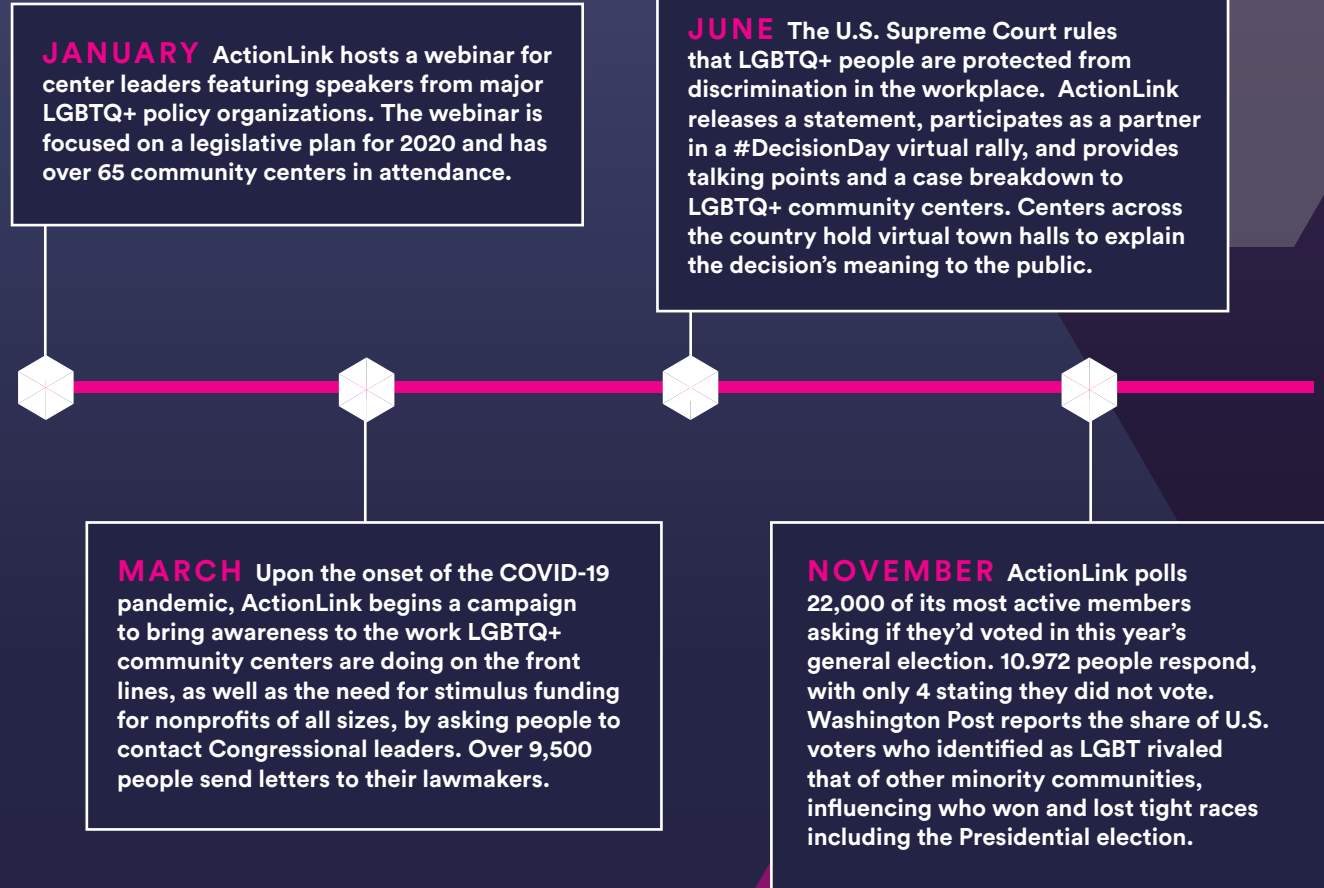 JANUARY ActionLink hosts a webinar for
center leaders featuring speakers from major
LGBTQ+ policy organizations. The webinar is
focused on a legislative plan for 2020 and has
over 65 community centers in attendance.
MARCH Upon the onset of the COVID-19
pandemic, ActionLink begins a campaign
to bring awareness to the work LGBTQ+
community centers are doing on the front
lines, as well as the need for stimulus funding
for nonprofits of all sizes, by asking people to
contact Congressional leaders. Over 9,500
people send letters to their lawmakers.
JUNE The U.S. Supreme Court rules
that LGBTQ+ people are protected from
discrimination in the workplace. ActionLink
releases a statement, participates as a partner
in a #DecisionDay virtual rally, and provides
talking points and a case breakdown to
LGBTQ+ community centers. Centers across
the country hold virtual town halls to explain
the decision's meaning to the public.
NOVEMBER ActionLink polls
22,000 of its most active members
asking if they'd voted in this year's
general election. 10.972 people respond,
with only 4 stating they did not vote.
Washington Post reports the share of U.S.
voters who identified as LGBT rivaled
that of other minority communities,
influencing who won and lost tight races
including the Presidential election.